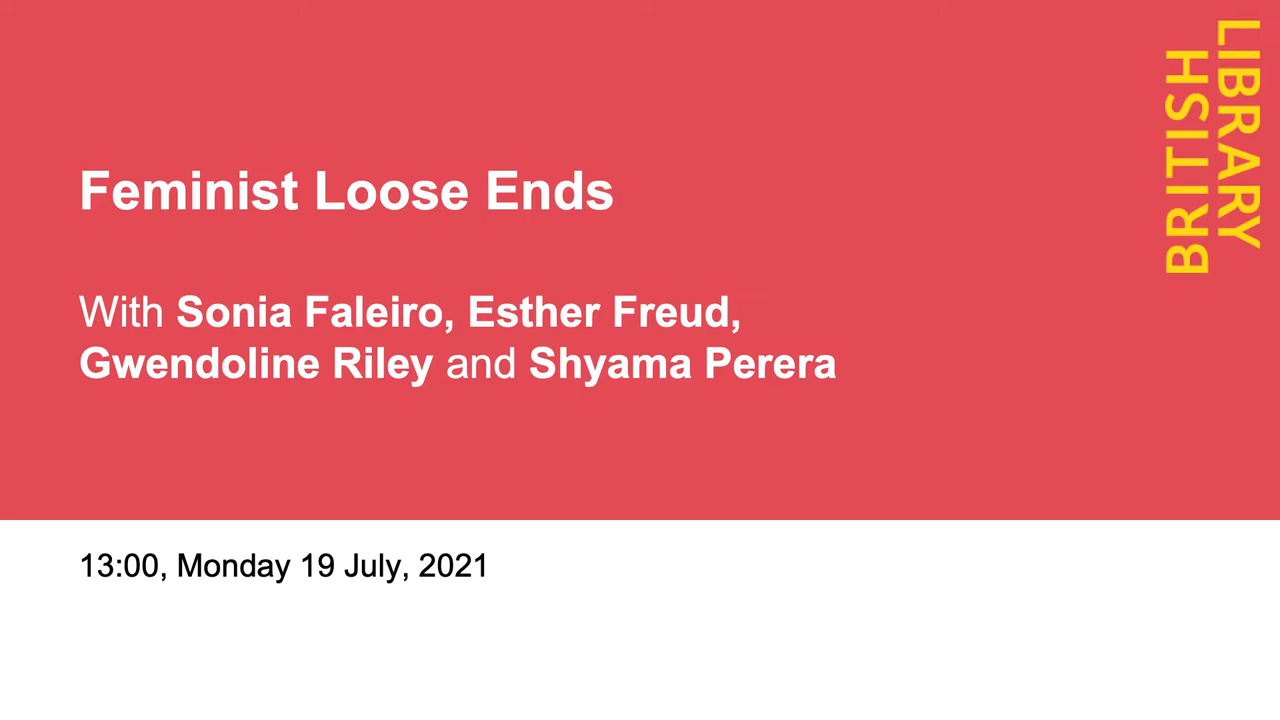 Feminist Loose Ends
With Sonia Faleiro, Esther Freud,
Gwendoline Riley and Shyama Perera
13:00, Monday 19 July, 2021
BRITISH
LIBRARY